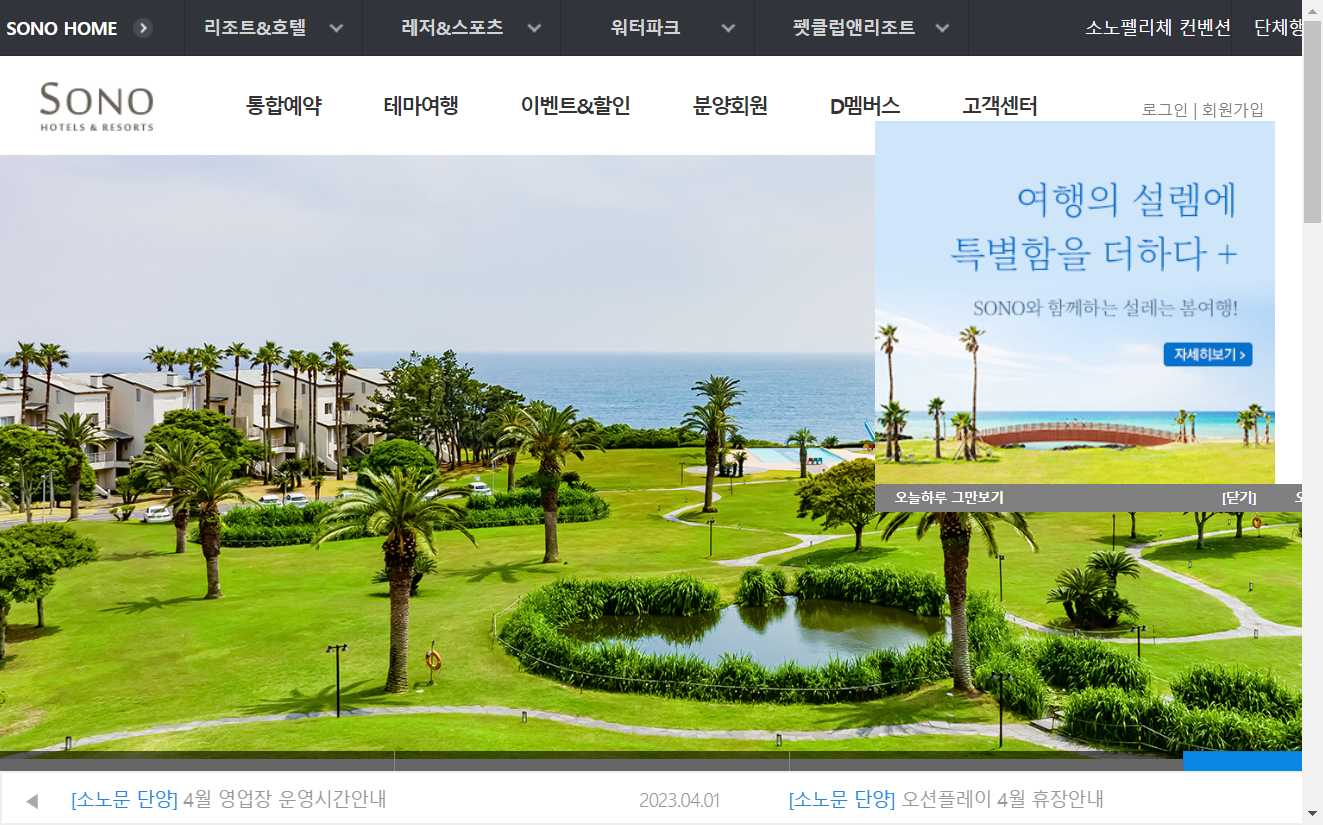 SONO HOME
리조트&호텔
레저&스포츠
워터파크
펫클럽앤리조트
소노펠리체 컨벤션
단체행
SONO
HOTELS & RESORTS
통합예약
테마여행
이벤트&할인
분양회원
D멤버스
고객센터
로그인 | 회원가입
여행의 설렘에
특별함을 더하다 +
SONO와 함께하는 설레는 봄여행!
자세히보기 >
오늘하루 그만보기
[닫기]
[소노문 단양] 4월 영업장 운영시간안내
2023.04.01
[소노문 단양] 오션플레이 4월 휴장안내